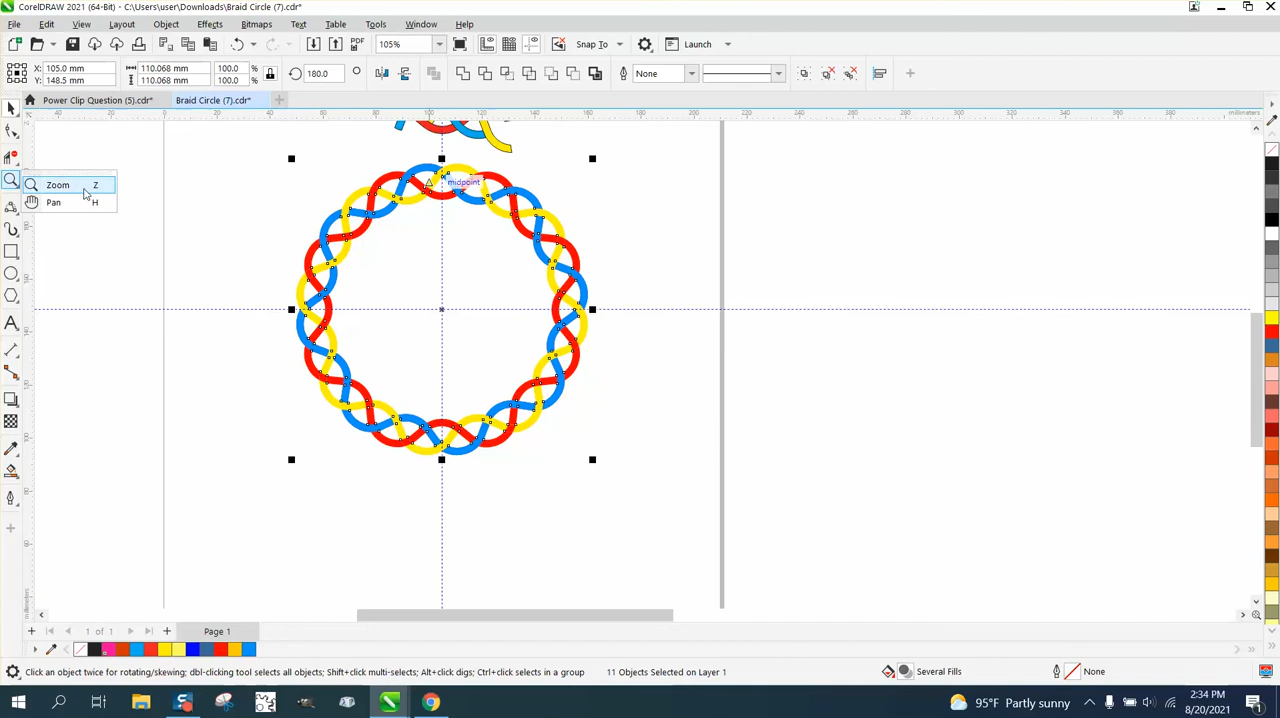 CorelDRAW 2021 (64-Bit) - C:\Users\user\Downloads\Braid Circle (7).cdr*
File Edit View Layout Object Effects Bitmaps Text Table Tools Window Help
PDF 105% Snap To Launch
X: 105.0 mm 110.068 mm 100.0 % 180.0 ° None
Y: 148.5 mm 110.068 mm 100.0 %
Power Clip Question (5).cdr* Braid Circle (7).cdr*
millimeters
midpoint
Zoom Z
Pan H
1 of 1 Page 1
Click an object twice for rotating/skewing; dbl-clicking tool selects all objects; Shift+click multi-selects; Alt+click digs; Ctrl+click selects in a group 11 Objects Selected on Layer 1 Several Fills None
95°F Partly sunny 2:34 PM
8/20/2021